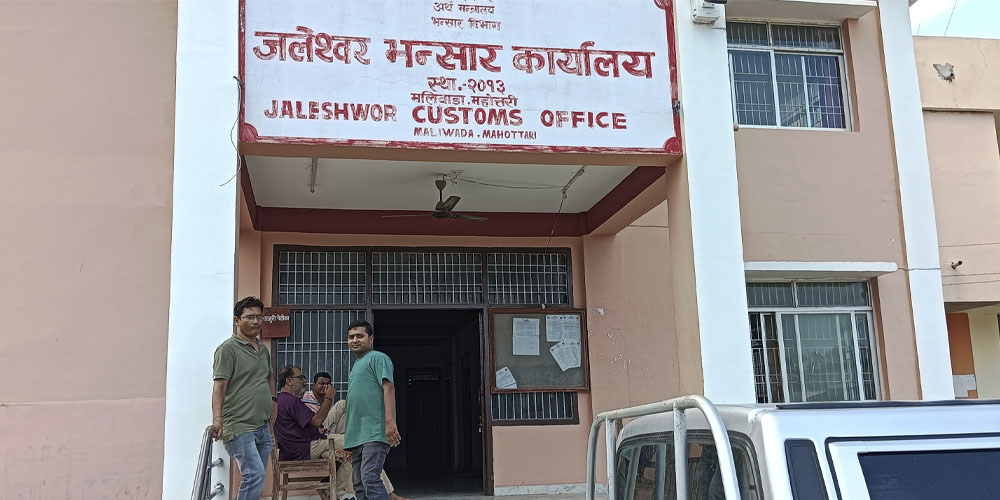 अर्थ मन्त्रालय
भन्सार विभाग
जलेश्वर भन्सार कार्यालय
स्था.-२०१३
मलिवाडा,महोत्तरी
JALESHWOR CUSTOMS OFFICE
MALIWADA, MAHOTTARI